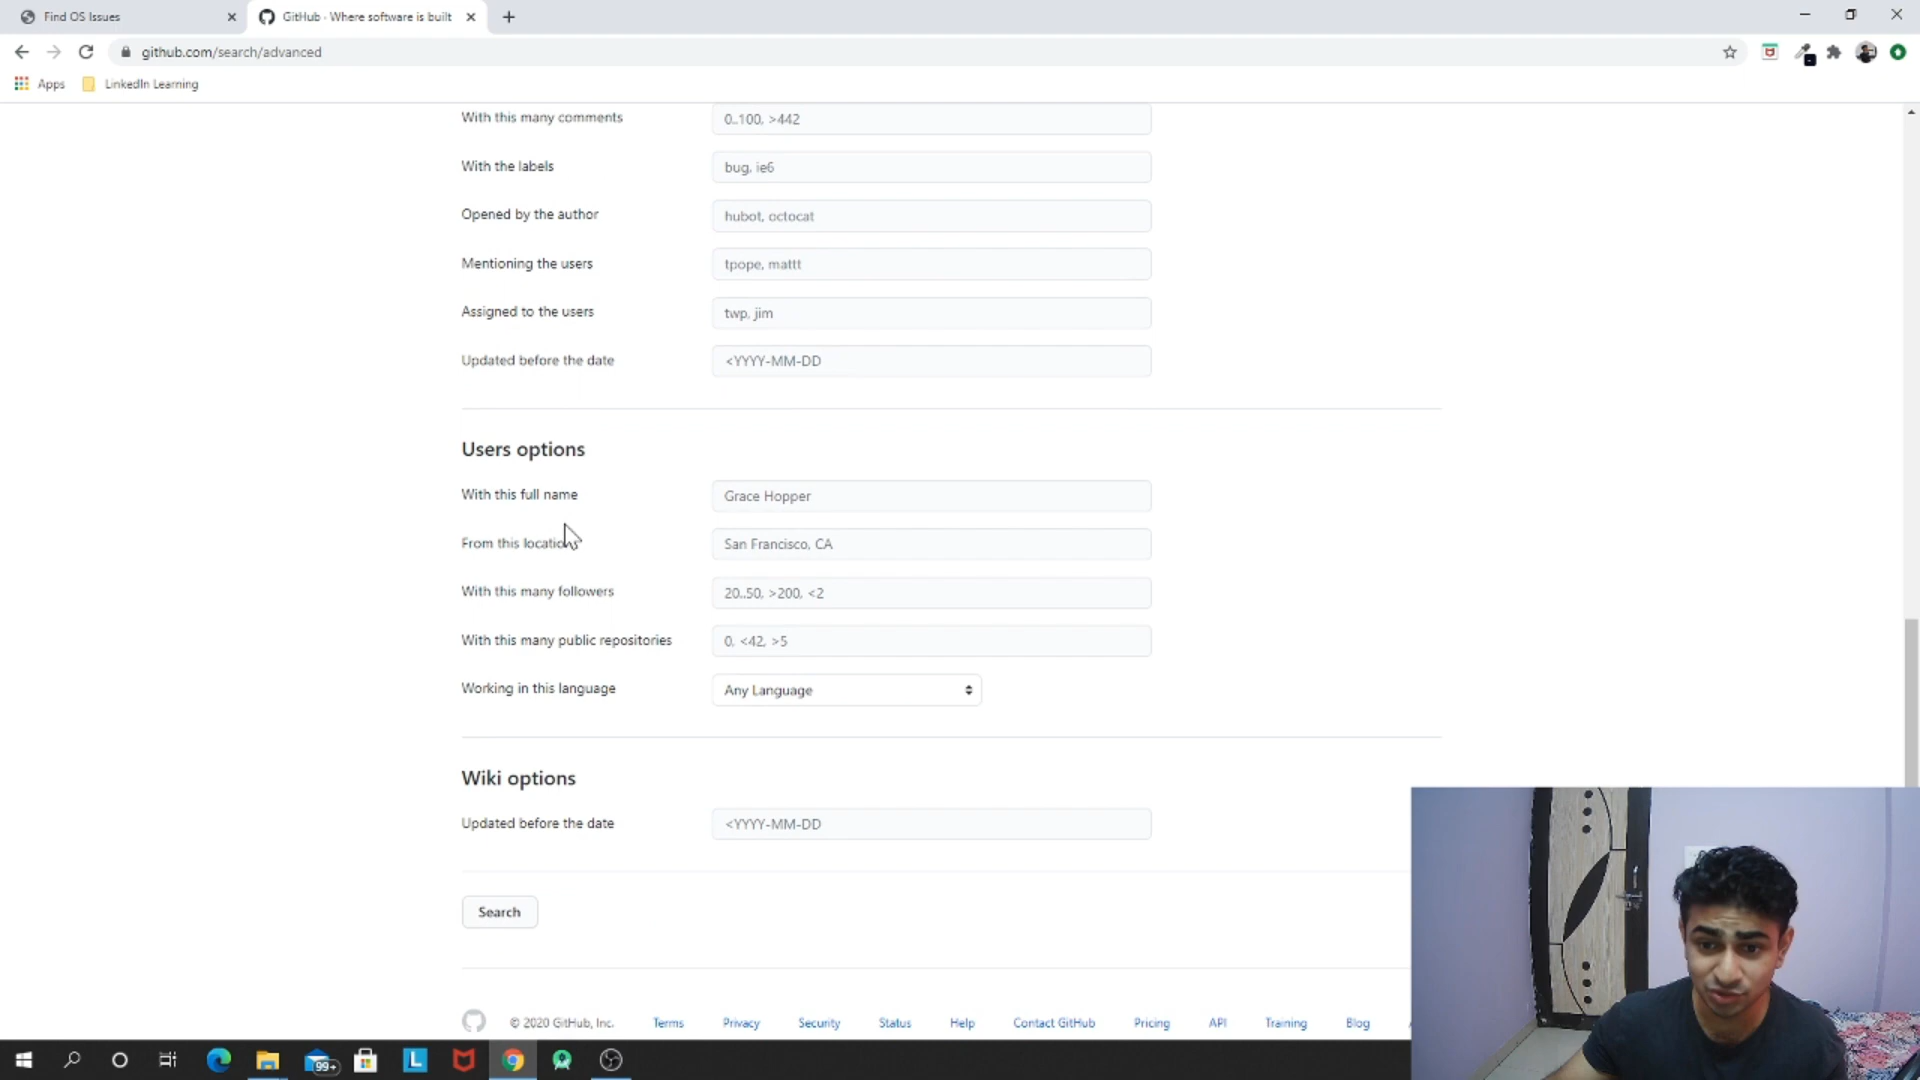 Find OS Issues
GitHub · Where software is built
github.com/search/advanced
Apps
LinkedIn Learning
With this many comments
0..100, >442
With the labels
bug, ie6
Opened by the author
hubot, octocat
Mentioning the users
tpope, mattt
Assigned to the users
twp, jim
Updated before the date
<YYYY-MM-DD
Users options
With this full name
Grace Hopper
From this location
San Francisco, CA
With this many followers
20..50, >200, <2
With this many public repositories
0, <42, >5
Working in this language
Any Language
Wiki options
Updated before the date
<YYYY-MM-DD
Search
© 2020 GitHub, Inc.
Terms
Privacy
Security
Status
Help
Contact GitHub
Pricing
API
Training
Blog
99+
L